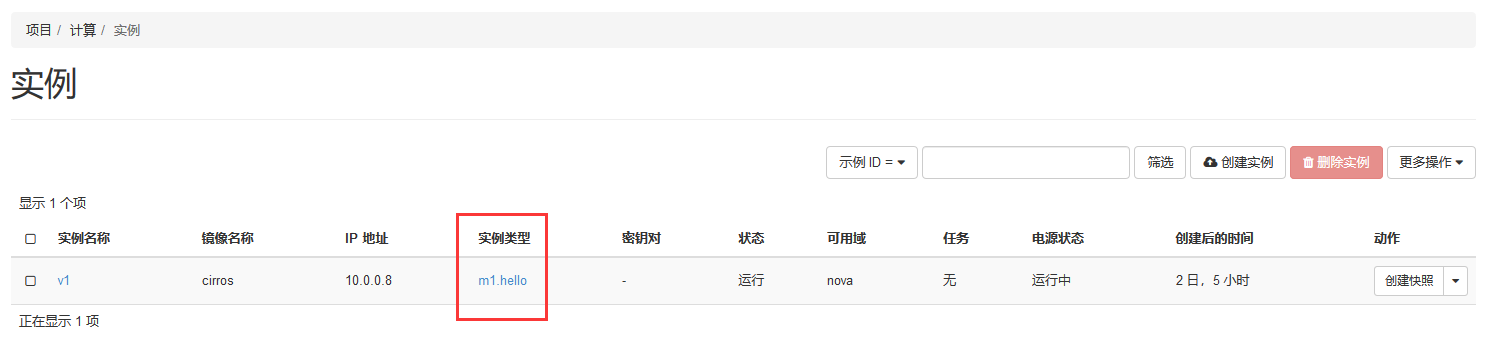 项目 / 计算 / 实例
实例
示例 ID = 筛选 创建实例 删除实例 更多操作
显示 1 个项
实例名称 镜像名称 IP 地址 实例类型 密钥对 状态 可用域 任务 电源状态 创建后的时间 动作
v1 cirros 10.0.0.8 m1.hello - 运行 nova 无 运行中 2 日，5 小时 创建快照
正在显示 1 项